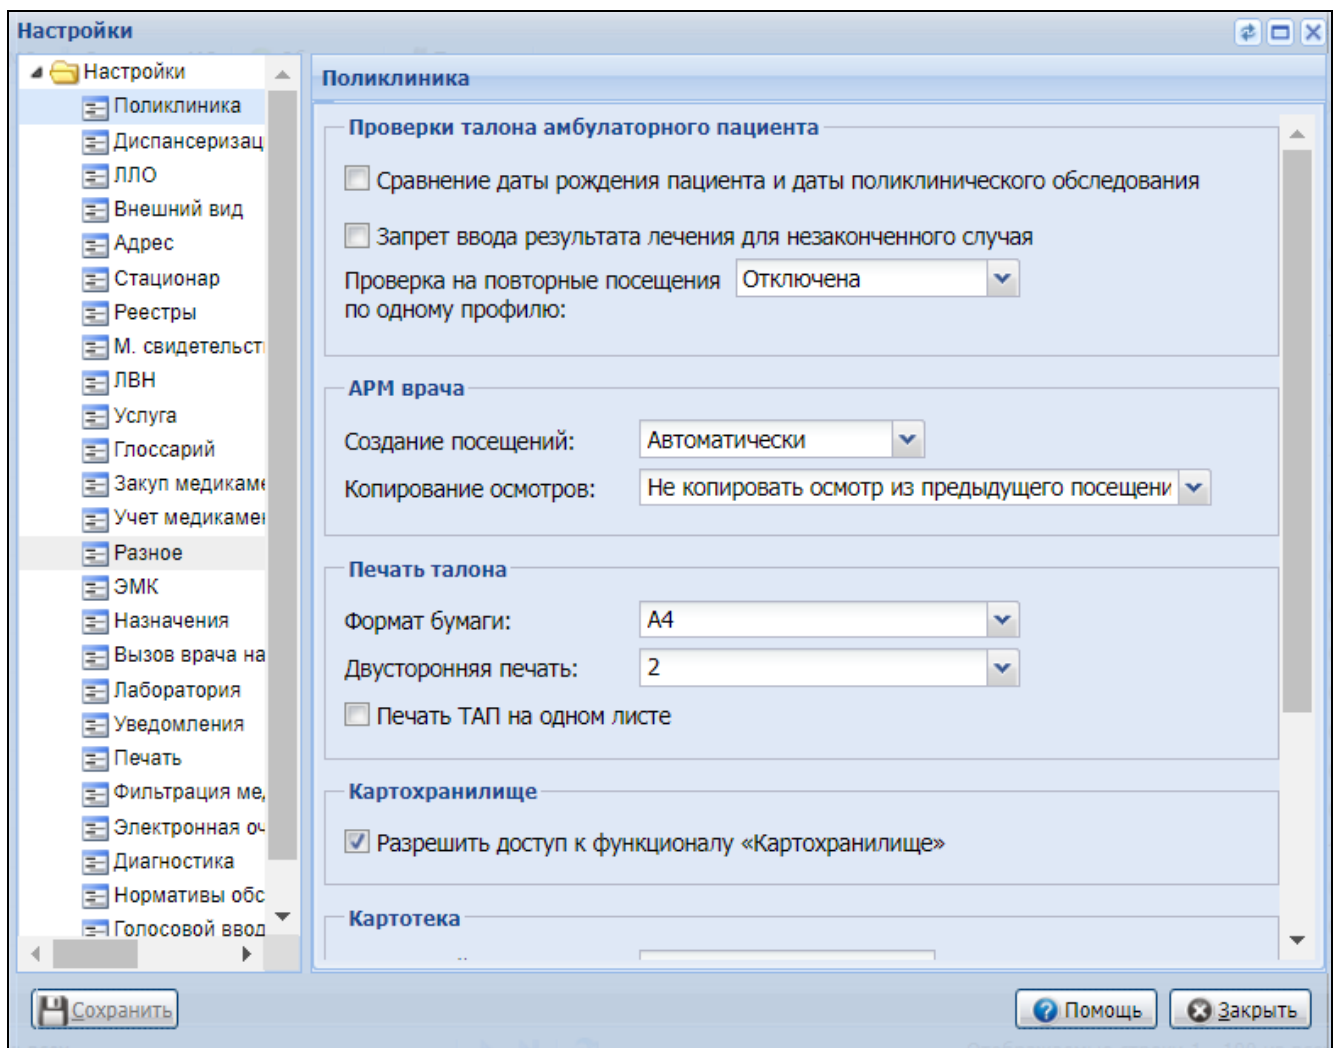 Настройки
Настройки
Поликлиника
Диспансеризац
ЛЛО
Внешний вид
Адрес
Стационар
Реестры
М. свидетельст
ЛВН
Услуга
Глоссарий
Закуп медикаме
Учет медикамен
Разное
ЭМК
Назначения
Вызов врача на
Лаборатория
Уведомления
Печать
Фильтрация ме
Электронная оч
Диагностика
Нормативы обс
Голосовой ввод
Поликлиника
Проверки талона амбулаторного пациента
Сравнение даты рождения пациента и даты поликлинического обследования
Запрет ввода результата лечения для незаконченного случая
Проверка на повторные посещения Отключена
по одному профилю:
АРМ врача
Создание посещений: Автоматически
Копирование осмотров: Не копировать осмотр из предыдущего посещени
Печать талона
Формат бумаги: А4
Двусторонняя печать: 2
Печать ТАП на одном листе
Картохранилище
Разрешить доступ к функционалу «Картохранилище»
Картотека
Сохранить
Помощь
Закрыть